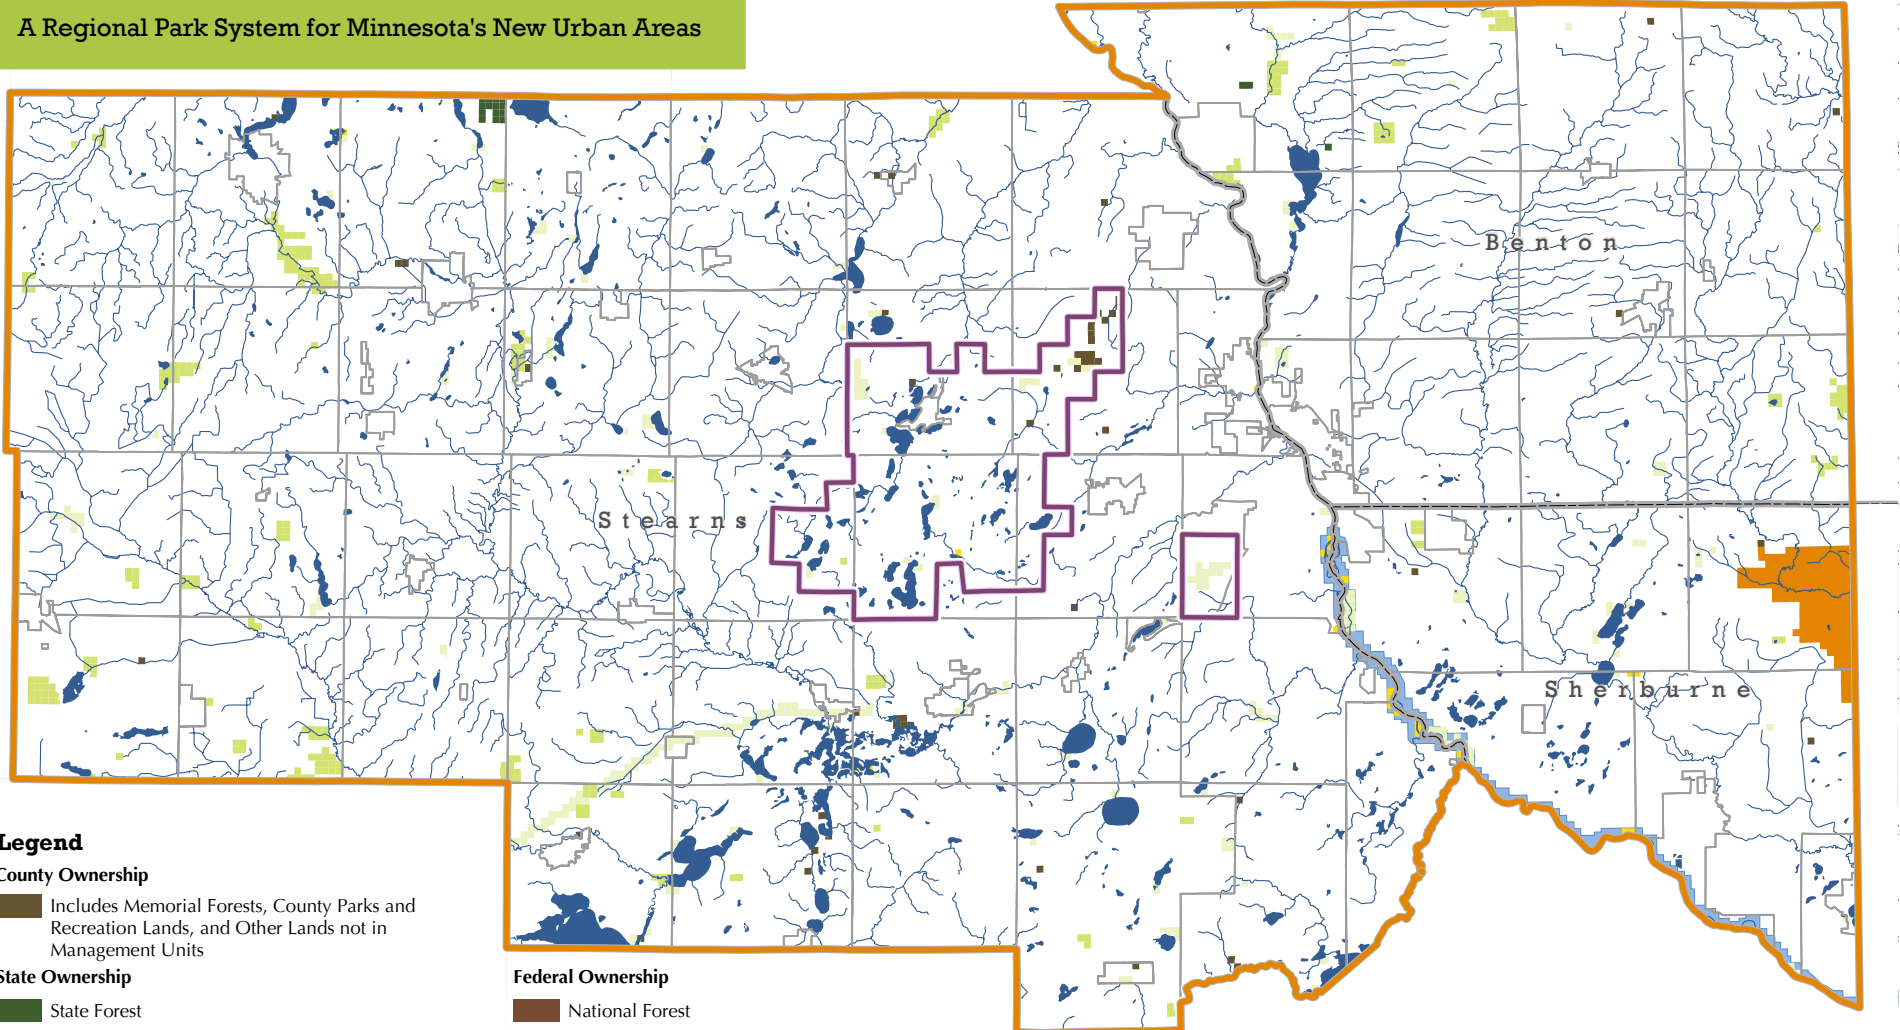 A Regional Park System for Minnesota's New Urban Areas
Benton
Stearns
Sherburne
Legend
County Ownership
Includes Memorial Forests, County Parks and
Recreation Lands, and Other Lands not in
Management Units
State Ownership
State Forest
Federal Ownership
National Forest